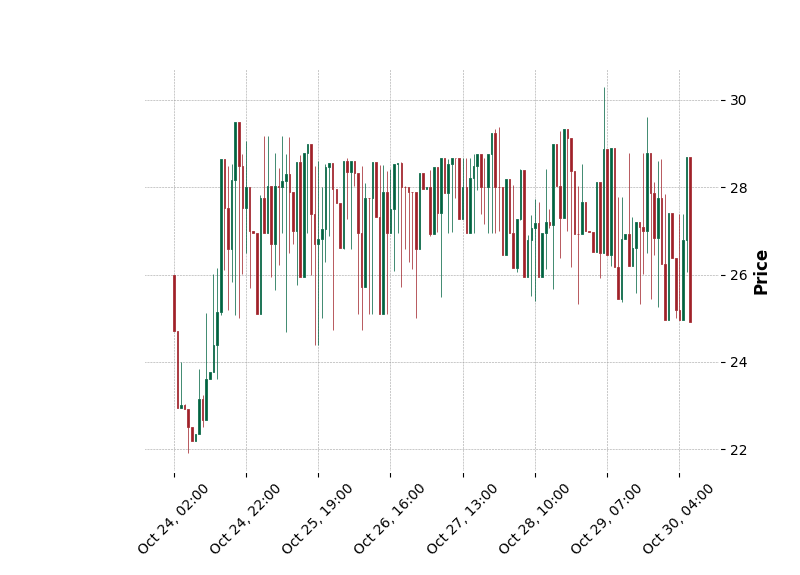 30
28
26
24
22
Price
Oct 24, 02:00
Oct 24, 22:00
Oct 25, 19:00
Oct 26, 16:00
Oct 27, 13:00
Oct 28, 10:00
Oct 29, 07:00
Oct 30, 04:00